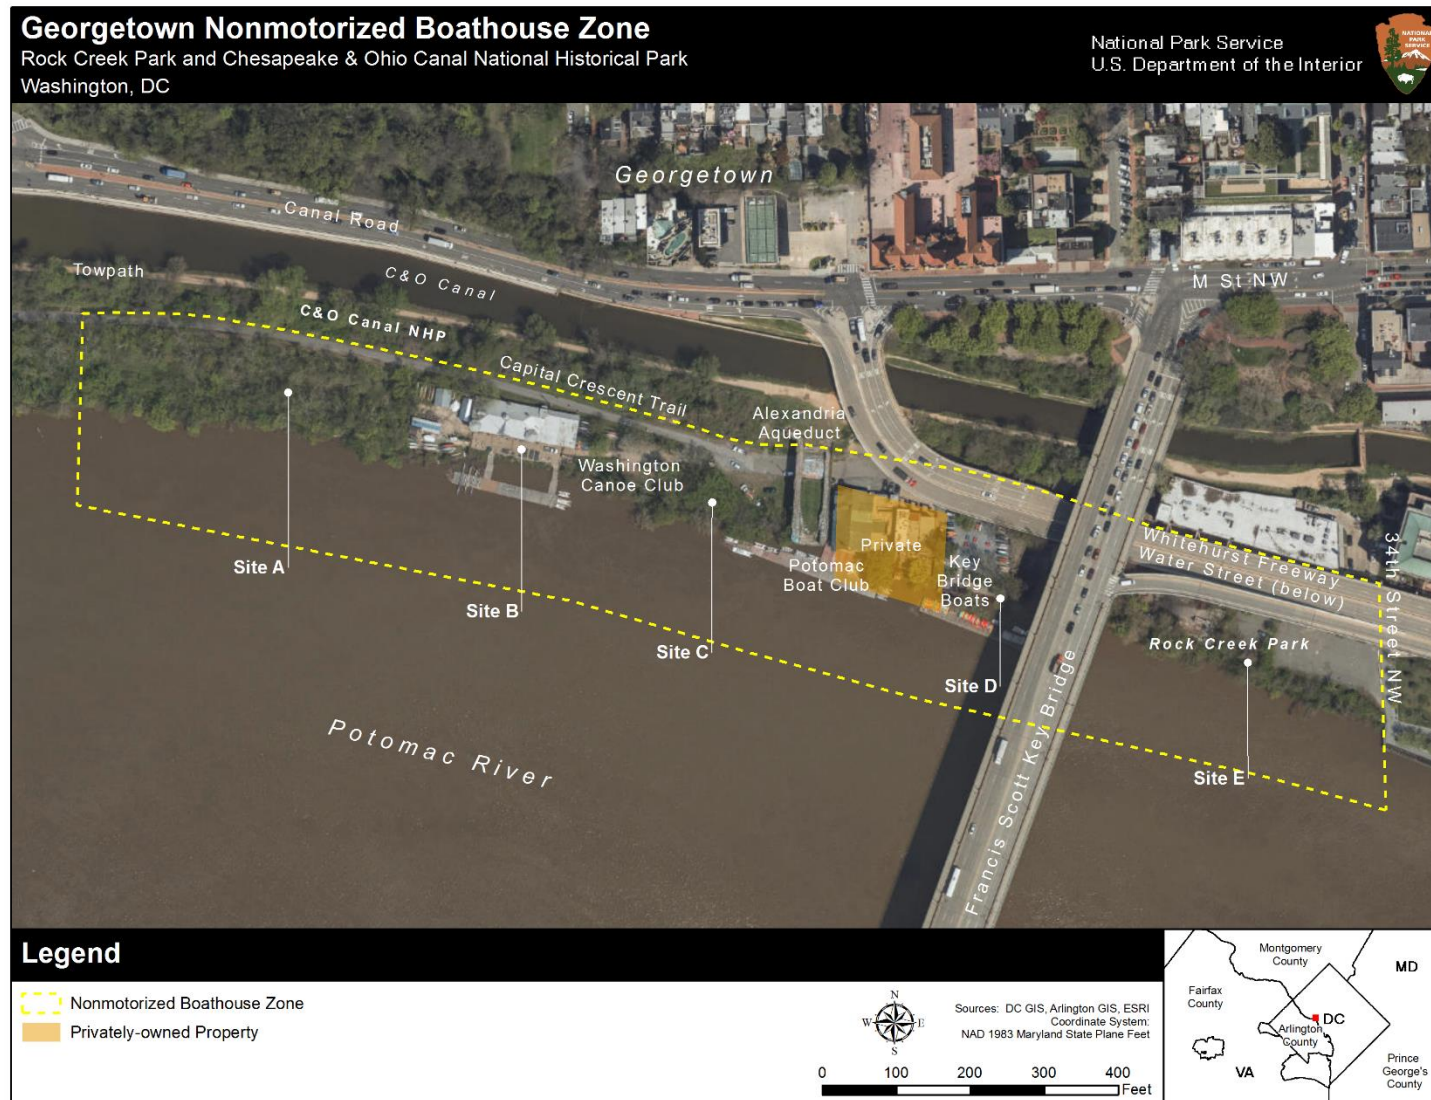 Georgetown Nonmotorized Boathouse Zone
Rock Creek Park and Chesapeake & Ohio Canal National Historical Park
Washington, DC
National Park Service
U.S. Department of the Interior
NATIONAL
PARK
SERVICE
Georgetown
Canal Road
C&O Canal
Towpath
M St NW
C&O Canal NHP
Capital Crescent Trail
Alexandria
Aqueduct
Washington
Canoe Club
Private
Potomac
Boat Club
Key
Bridge
Boats
Whitehurst Freeway
Water Street (below)
34th Street NW
Rock Creek Park
Francis Scott Key Bridge
Site A
Site B
Site C
Site D
Site E
Potomac River
Legend
Nonmotorized Boathouse Zone
Privately-owned Property
N
W
E
S
Sources: DC GIS, Arlington GIS, ESRI
Coordinate System:
NAD 1983 Maryland State Plane Feet
0 100 200 300 400
Feet
Montgomery
County
MD
Fairfax
County
DC
Arlington
County
VA
Prince
George's
County